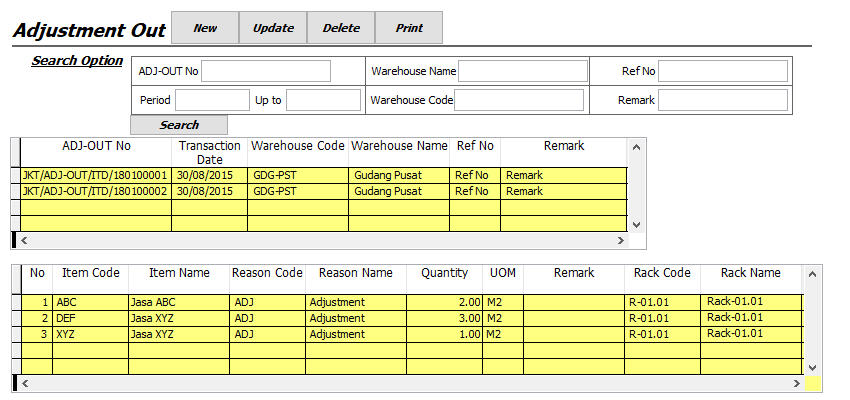 Adjustment Out New Update Delete Print
Search Option ADJ-OUT No Warehouse Name Ref No
Period Up to Warehouse Code Remark
Search
ADJ-OUT No Transaction Date Warehouse Code Warehouse Name Ref No Remark
JKT/ADJ-OUT/ITD/180100001 30/08/2015 GDG-PST Gudang Pusat Ref No Remark
JKT/ADJ-OUT/ITD/180100002 30/08/2015 GDG-PST Gudang Pusat Ref No Remark
No Item Code Item Name Reason Code Reason Name Quantity UOM Remark Rack Code Rack Name
1 ABC Jasa ABC ADJ Adjustment 2.00 M2 R-01.01 Rack-01.01
2 DEF Jasa XYZ ADJ Adjustment 3.00 M2 R-01.01 Rack-01.01
3 XYZ Jasa XYZ ADJ Adjustment 1.00 M2 R-01.01 Rack-01.01